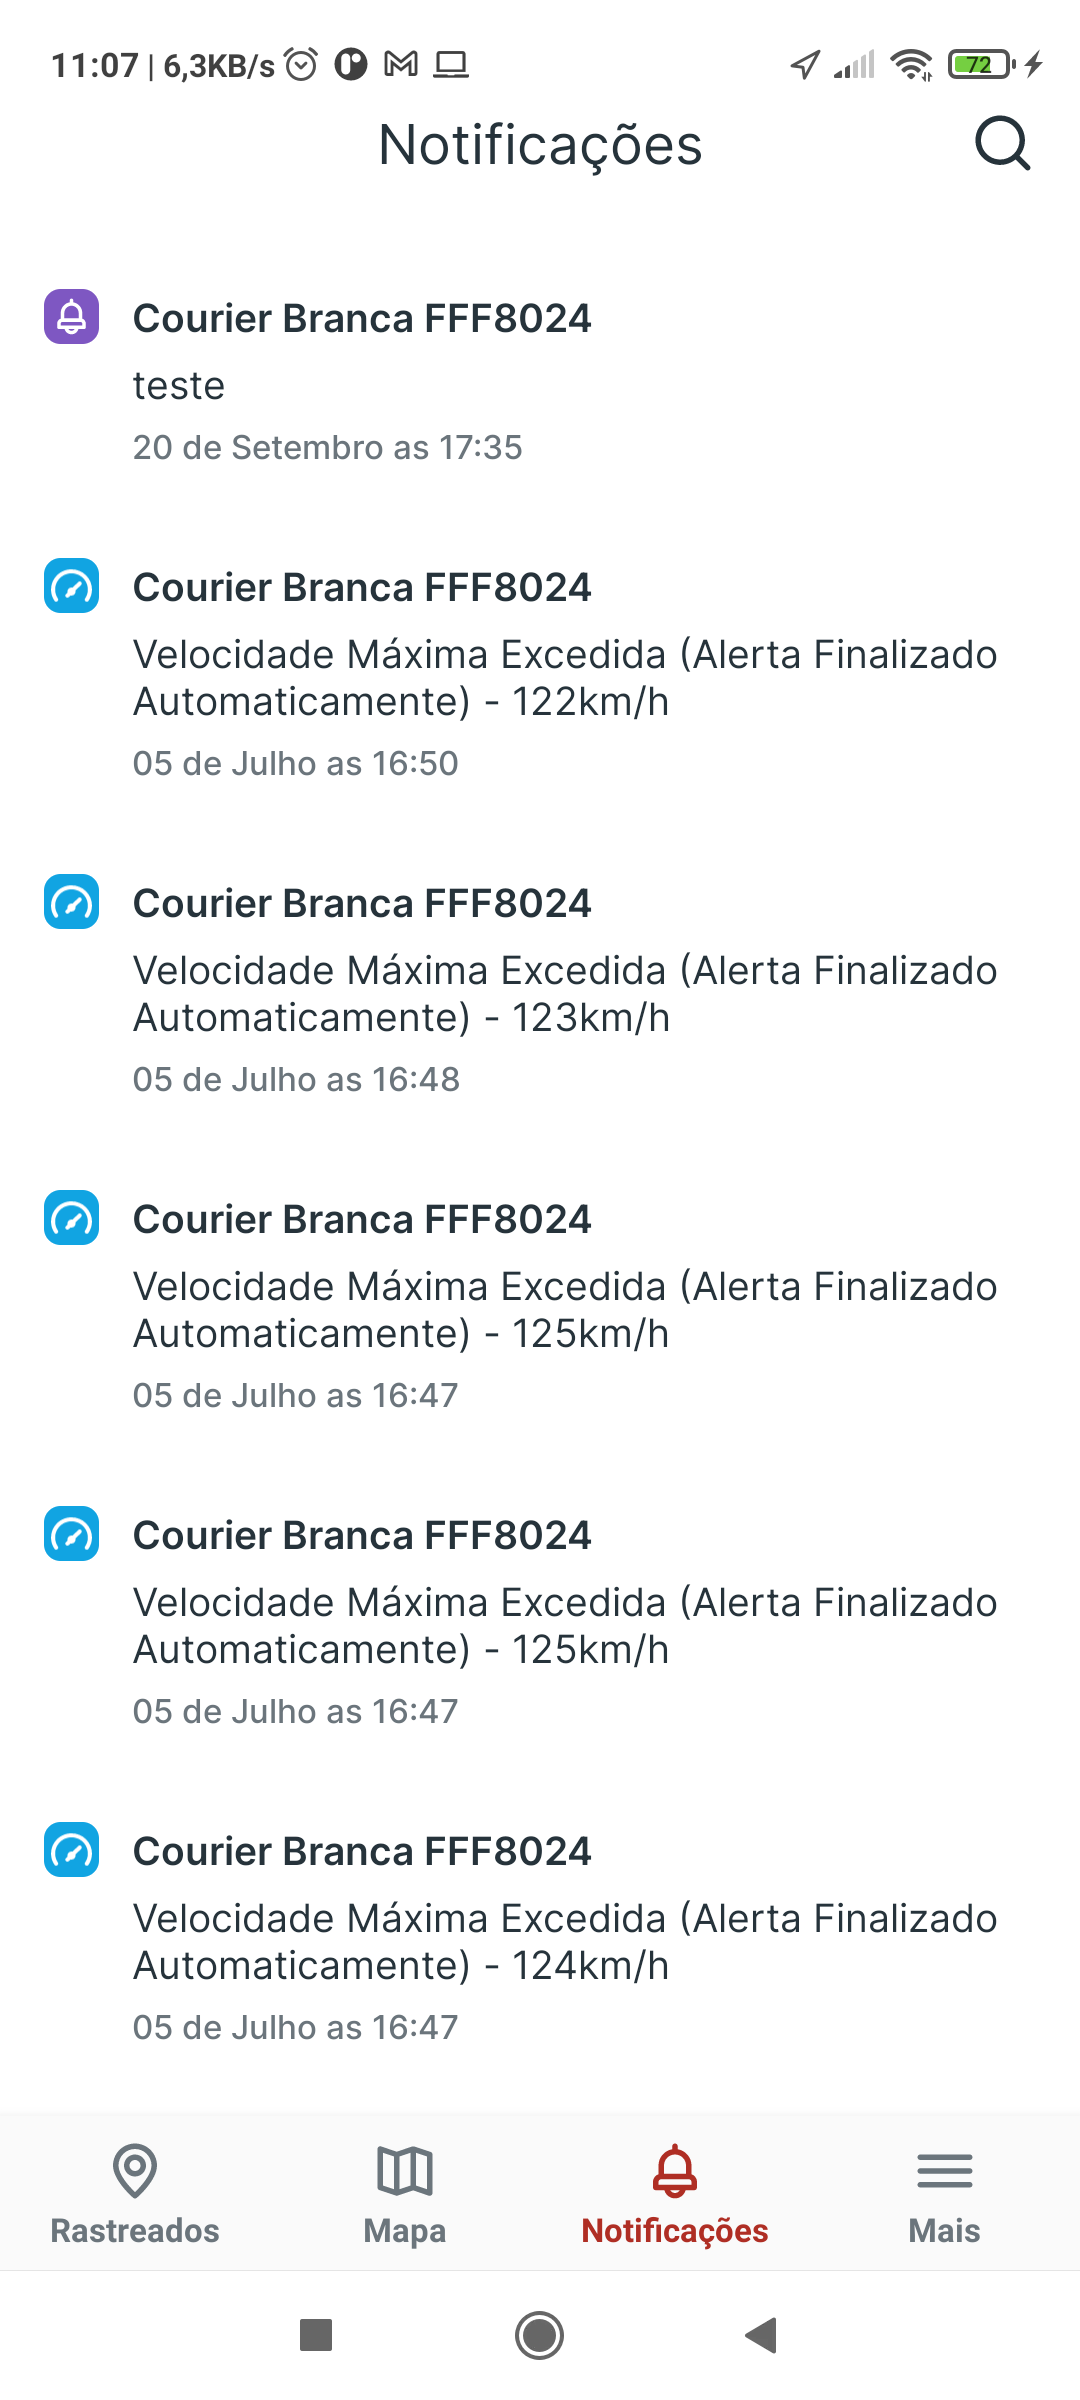 11:07 | 6,3KB/s
72
Notificações
Courier Branca FFF8024
teste
20 de Setembro as 17:35
Courier Branca FFF8024
Velocidade Máxima Excedida (Alerta Finalizado
Automaticamente) - 122km/h
05 de Julho as 16:50
Courier Branca FFF8024
Velocidade Máxima Excedida (Alerta Finalizado
Automaticamente) - 123km/h
05 de Julho as 16:48
Courier Branca FFF8024
Velocidade Máxima Excedida (Alerta Finalizado
Automaticamente) - 125km/h
05 de Julho as 16:47
Courier Branca FFF8024
Velocidade Máxima Excedida (Alerta Finalizado
Automaticamente) - 125km/h
05 de Julho as 16:47
Courier Branca FFF8024
Velocidade Máxima Excedida (Alerta Finalizado
Automaticamente) - 124km/h
05 de Julho as 16:47
Rastreados
Mapa
Notificações
Mais